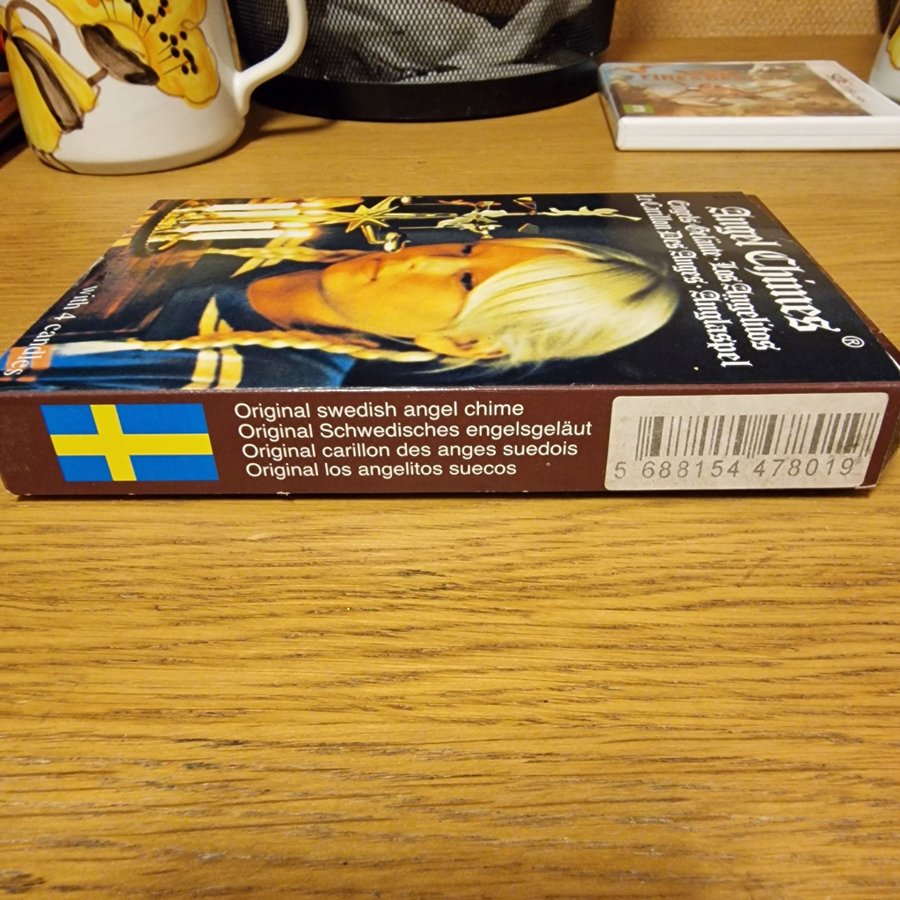 Angel Chimes ®
Engels Geläute · Los Angelitos
Le Carillon Des Anges · Änglaspel
with 4 candles
Original swedish angel chime
Original Schwedisches engelsgeläut
Original carillon des anges suedois
Original los angelitos suecos
5 688154 478019